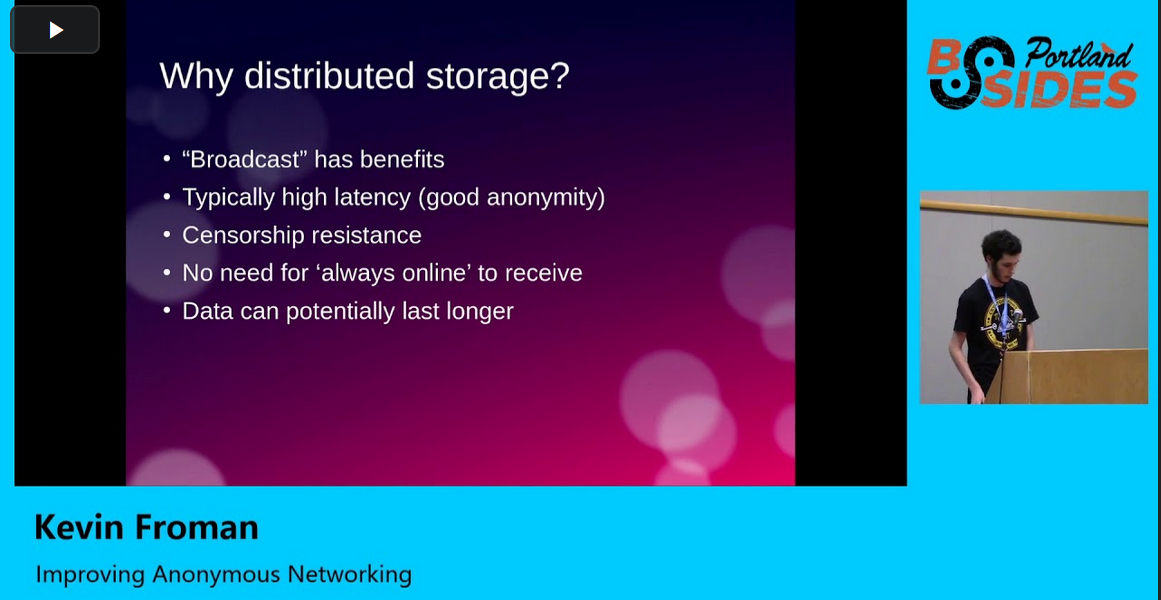 Why distributed storage?
• “Broadcast” has benefits
• Typically high latency (good anonymity)
• Censorship resistance
• No need for ‘always online’ to receive
• Data can potentially last longer
BSIDES Portland
Kevin Froman
Improving Anonymous Networking